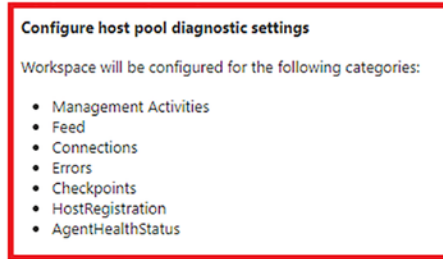 Configure host pool diagnostic settings
Workspace will be configured for the following categories:
• Management Activities
• Feed
• Connections
• Errors
• Checkpoints
• HostRegistration
• AgentHealthStatus